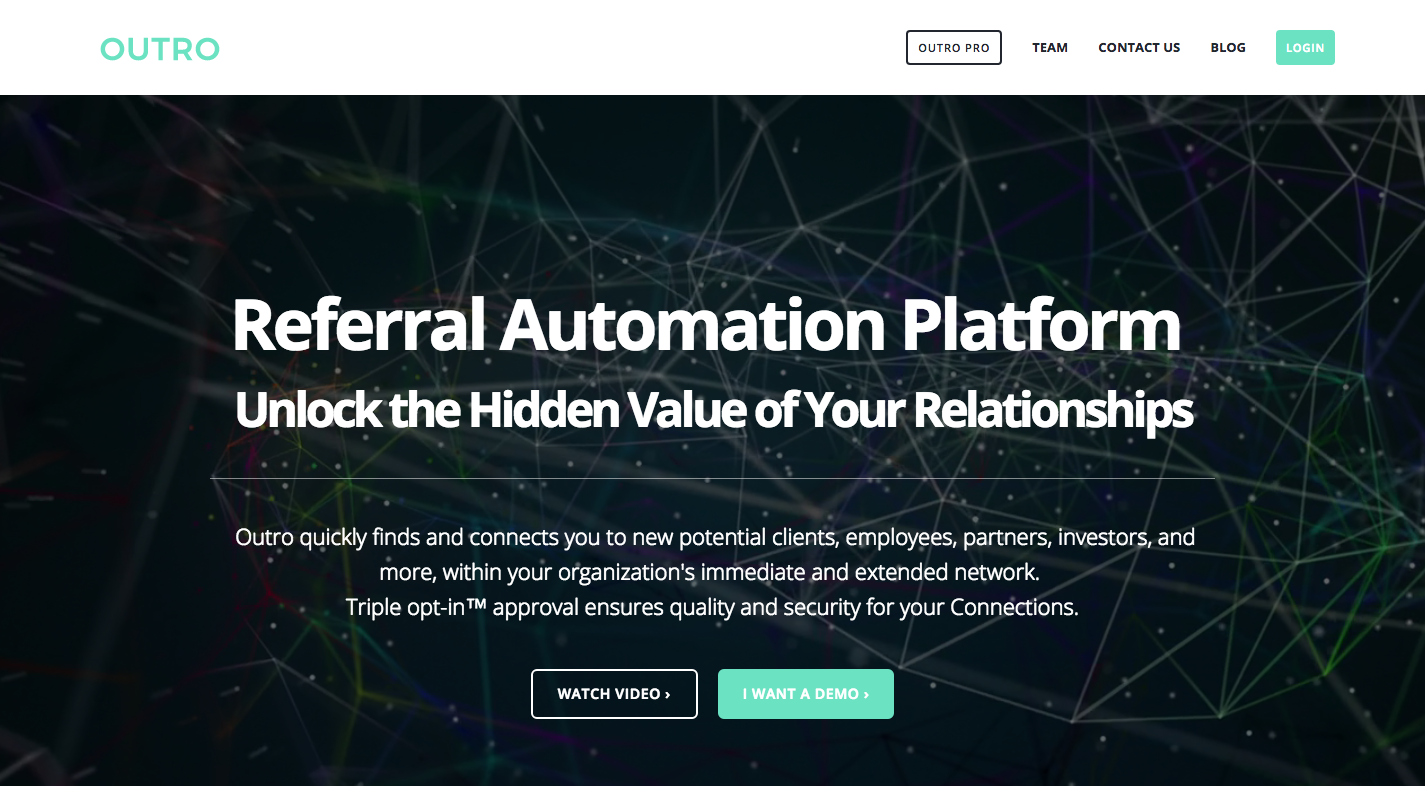 OUTRO
OUTRO PRO
TEAM
CONTACT US
BLOG
LOGIN
Referral Automation Platform
Unlock the Hidden Value of Your Relationships
Outro quickly finds and connects you to new potential clients, employees, partners, investors, and
more, within your organization's immediate and extended network.
Triple opt-in™ approval ensures quality and security for your Connections.
WATCH VIDEO ›
I WANT A DEMO ›